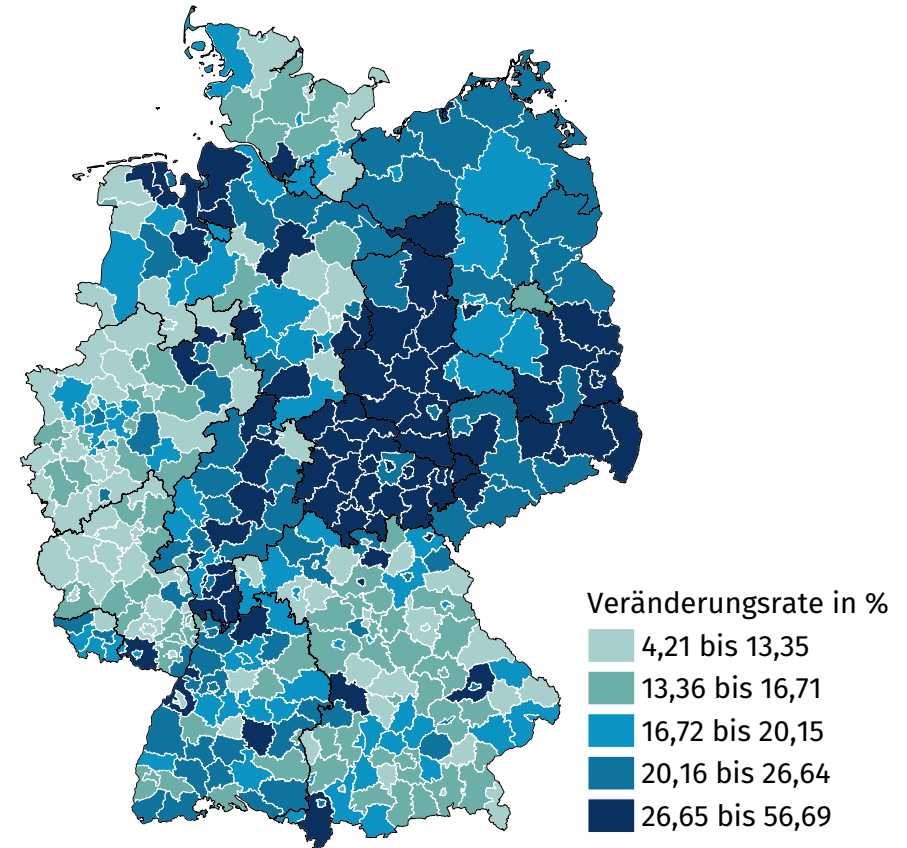 Veränderungsrate in %
4,21 bis 13,35
13,36 bis 16,71
16,72 bis 20,15
20,16 bis 26,64
26,65 bis 56,69